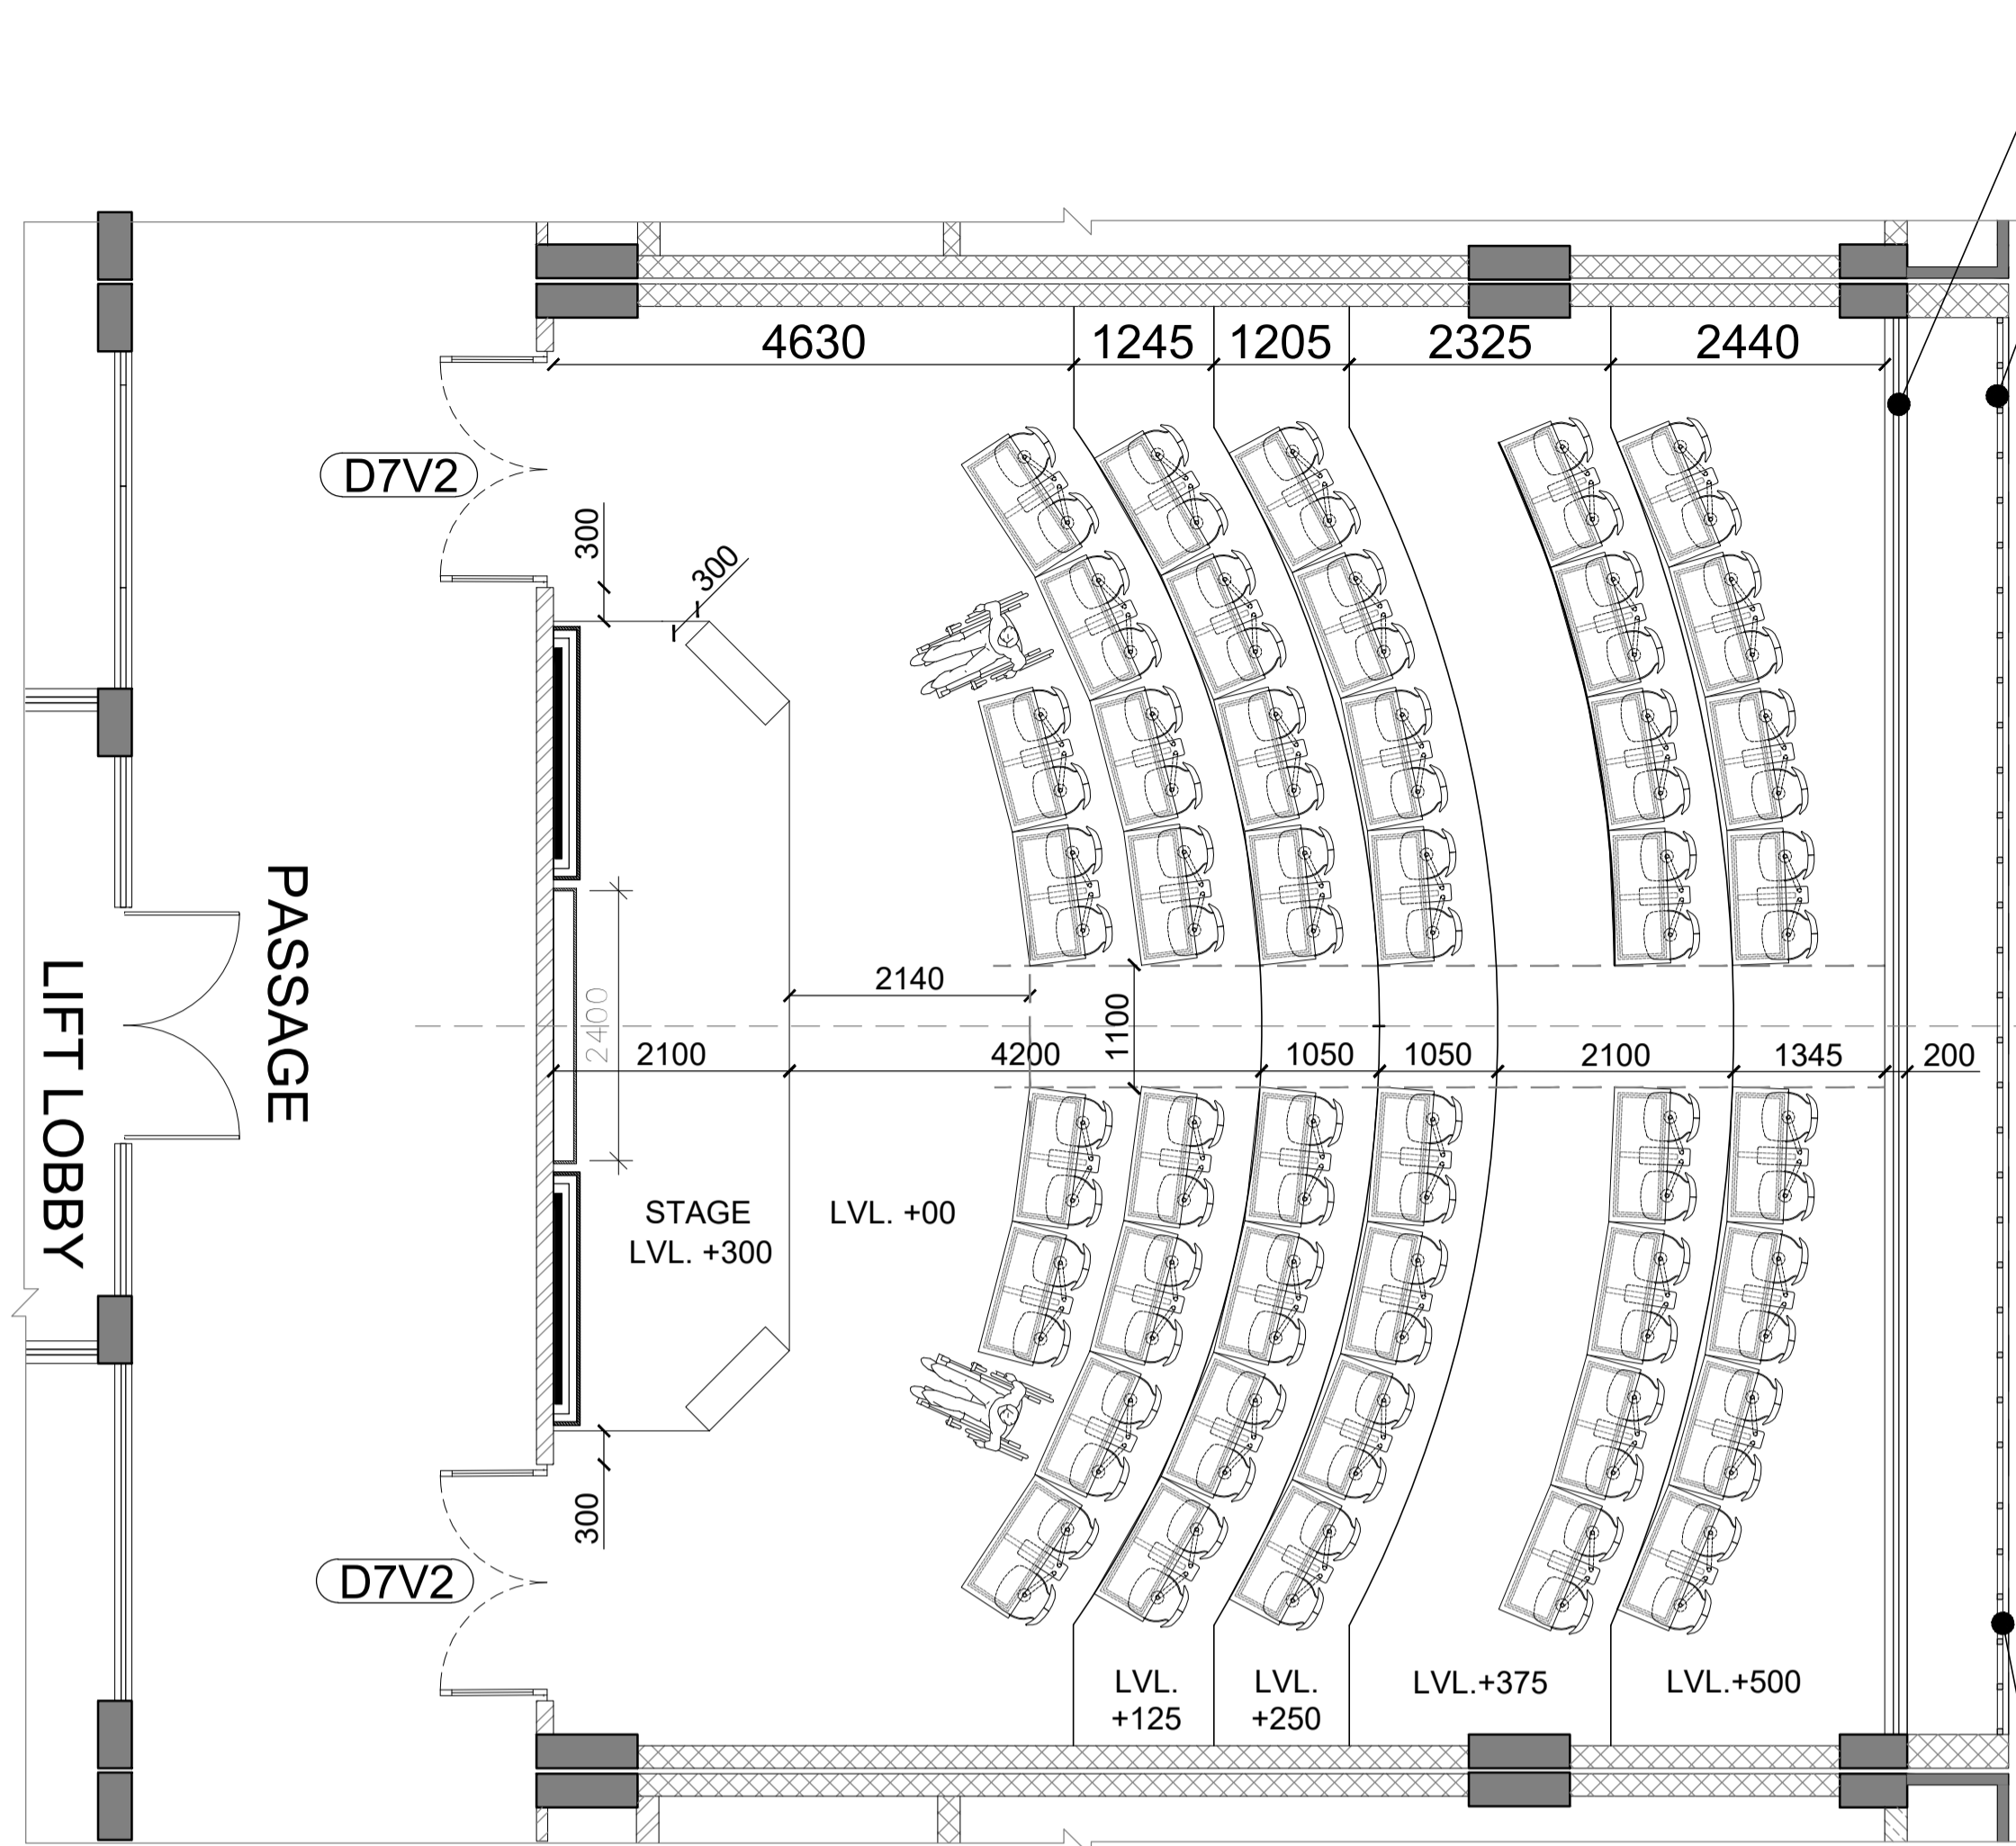 4630
1245
1205
2325
2440
D7V2
300
300
PASSAGE
LIFT LOBBY
2400
2140
1100
2100
4200
1050
1050
2100
1345
200
STAGE
LVL. +300
LVL. +00
300
D7V2
LVL.
+125
LVL.
+250
LVL.+375
LVL.+500